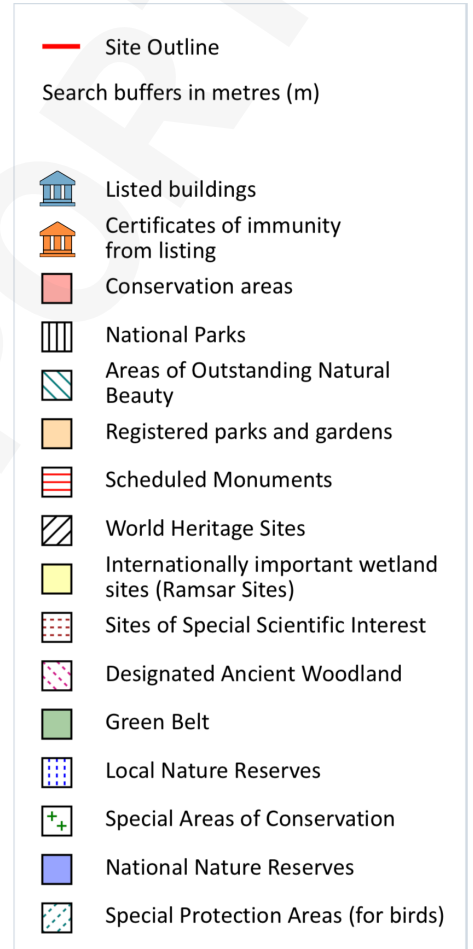 Site Outline
Search buffers in metres (m)
Listed buildings
Certificates of immunity
from listing
Conservation areas
National Parks
Areas of Outstanding Natural
Beauty
Registered parks and gardens
Scheduled Monuments
World Heritage Sites
Internationally important wetland
sites (Ramsar Sites)
Sites of Special Scientific Interest
Designated Ancient Woodland
Green Belt
Local Nature Reserves
Special Areas of Conservation
National Nature Reserves
Special Protection Areas (for birds)